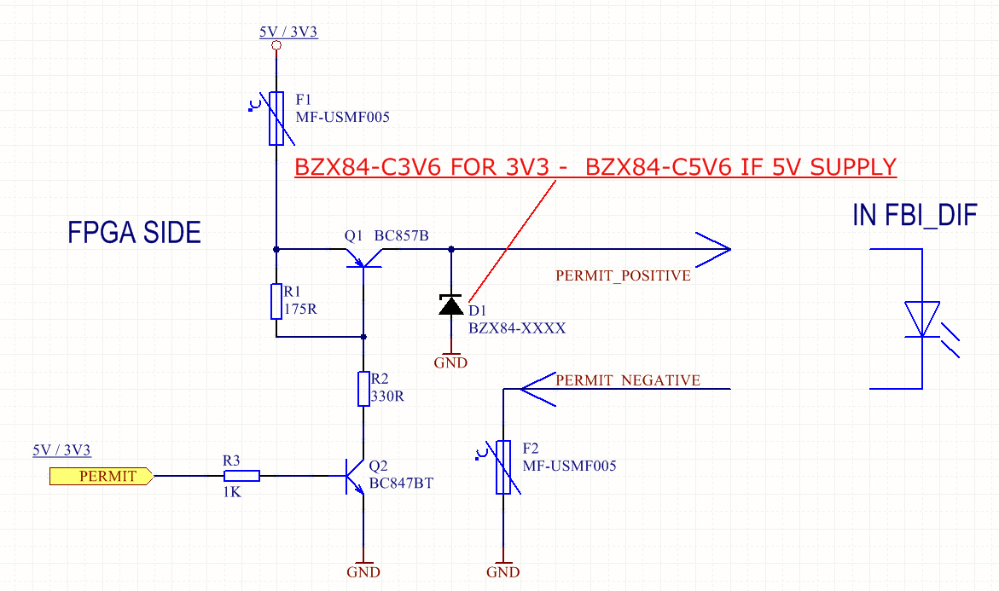 5V / 3V3
F1
MF-USMF005
BZX84-C3V6 FOR 3V3 - BZX84-C5V6 IF 5V SUPPLY
FPGA SIDE
IN FBI_DIF
Q1 BC857B
PERMIT_POSITIVE
R1
175R
D1
BZX84-XXXX
GND
PERMIT_NEGATIVE
R2
330R
5V / 3V3
PERMIT
R3
1K
Q2
BC847BT
F2
MF-USMF005
GND
GND